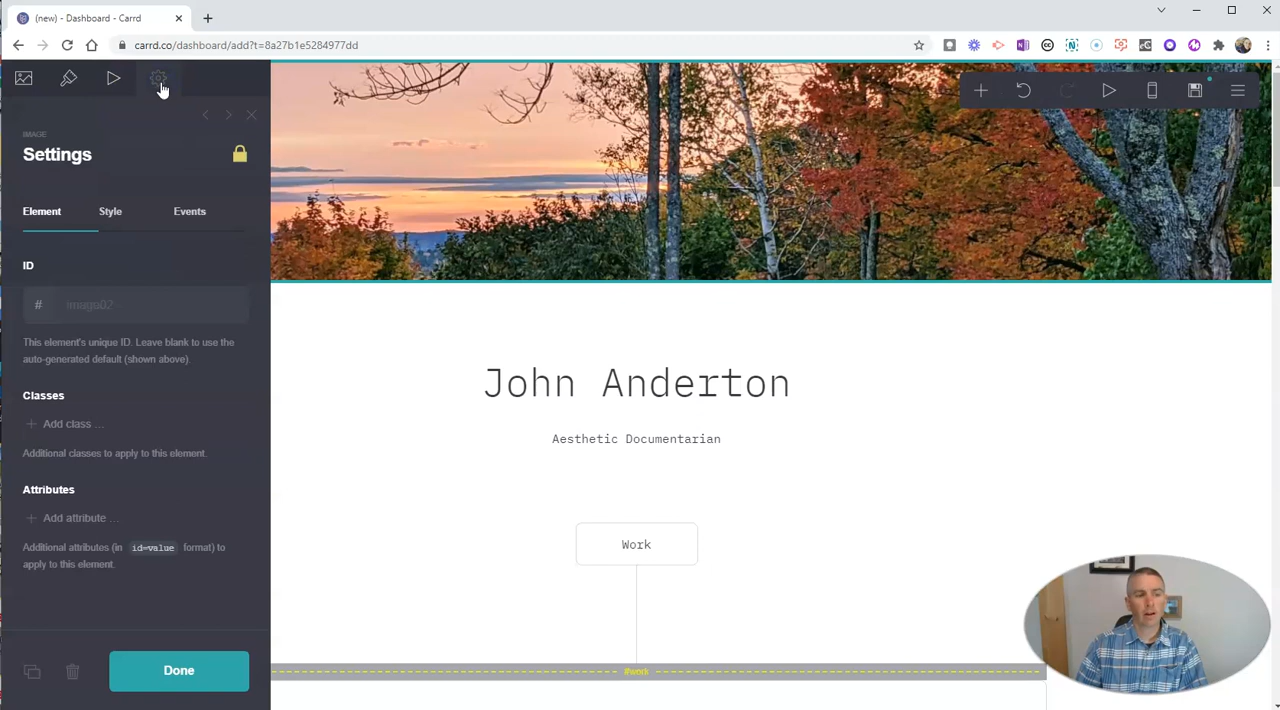 (new) - Dashboard - Carrd
carrd.co/dashboard/add?t=8a27b1e5284977dd
IMAGE
Settings
Element Style Events
ID
# image02
This element's unique ID. Leave blank to use the
auto-generated default (shown above).
Classes
+ Add class ...
Additional classes to apply to this element.
Attributes
+ Add attribute ...
Additional attributes (in id=value format) to
apply to this element.
Done
John Anderton
Aesthetic Documentarian
Work
#work